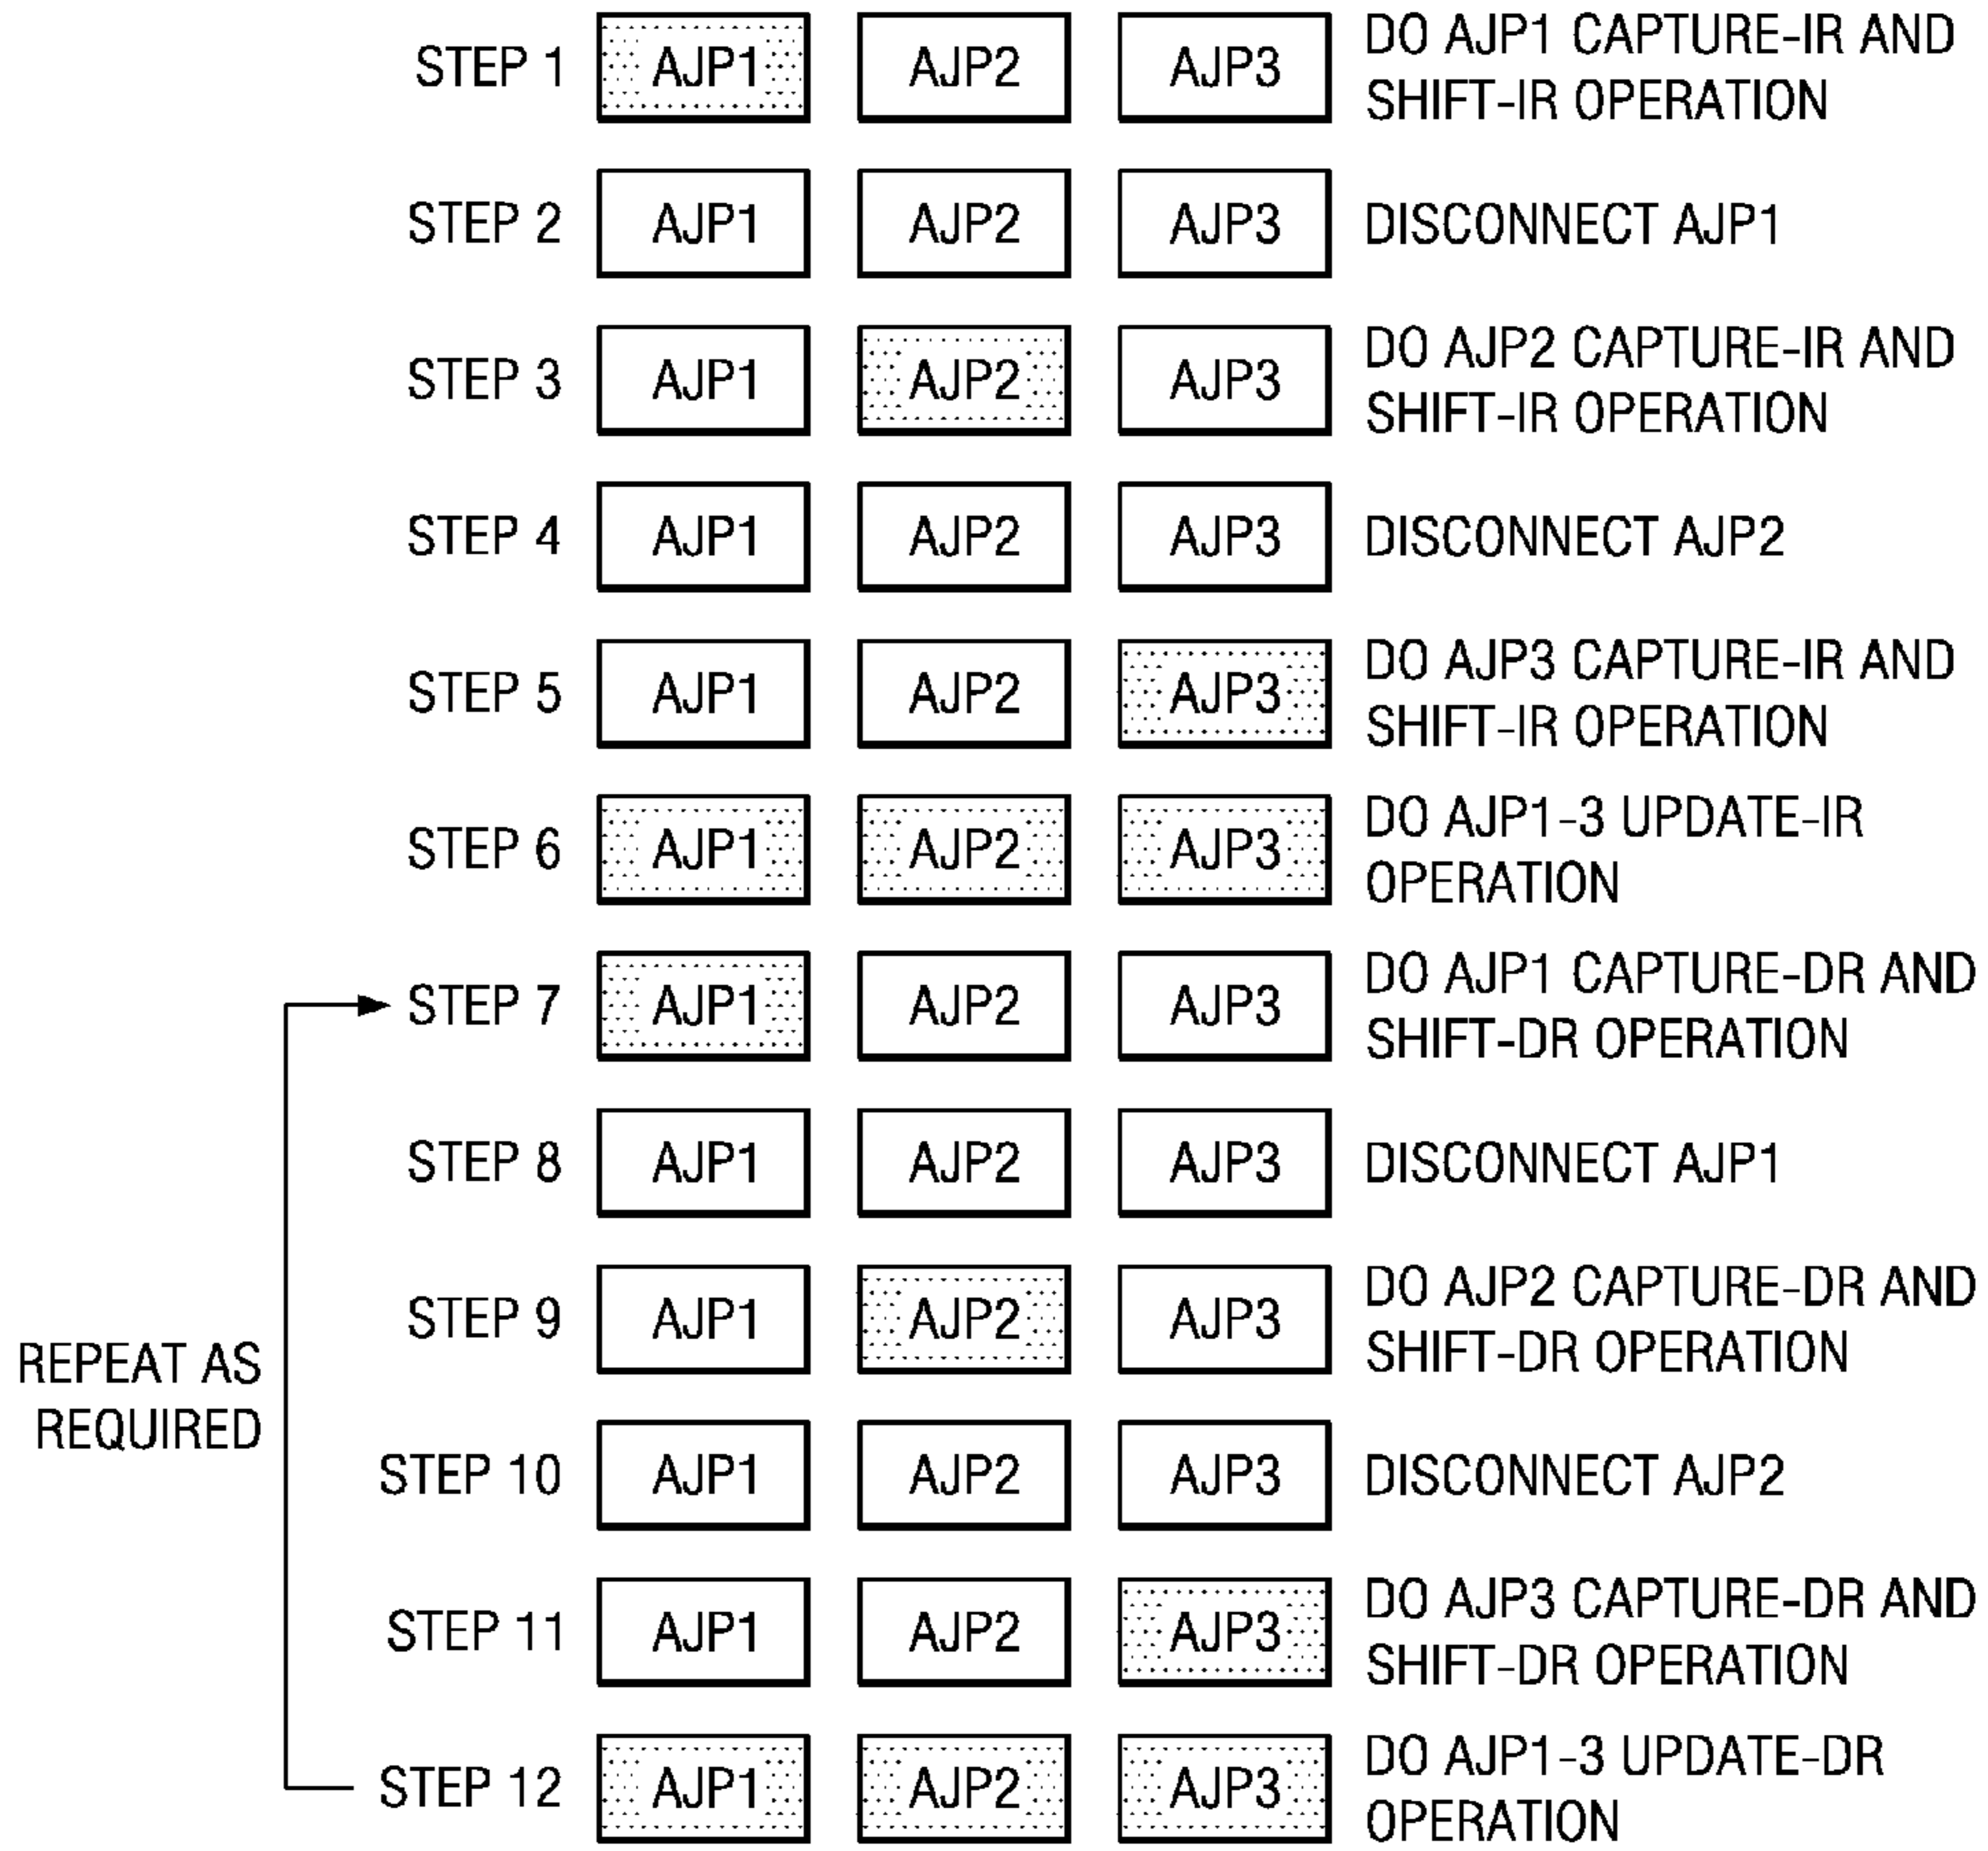 STEP 1 AJP1 AJP2 AJP3 DO AJP1 CAPTURE-IR AND
SHIFT-IR OPERATION
STEP 2 AJP1 AJP2 AJP3 DISCONNECT AJP1
STEP 3 AJP1 AJP2 AJP3 DO AJP2 CAPTURE-IR AND
SHIFT-IR OPERATION
STEP 4 AJP1 AJP2 AJP3 DISCONNECT AJP2
STEP 5 AJP1 AJP2 AJP3 DO AJP3 CAPTURE-IR AND
SHIFT-IR OPERATION
STEP 6 AJP1 AJP2 AJP3 DO AJP1-3 UPDATE-IR
OPERATION
STEP 7 AJP1 AJP2 AJP3 DO AJP1 CAPTURE-DR AND
SHIFT-DR OPERATION
STEP 8 AJP1 AJP2 AJP3 DISCONNECT AJP1
STEP 9 AJP1 AJP2 AJP3 DO AJP2 CAPTURE-DR AND
SHIFT-DR OPERATION
REPEAT AS
REQUIRED
STEP 10 AJP1 AJP2 AJP3 DISCONNECT AJP2
STEP 11 AJP1 AJP2 AJP3 DO AJP3 CAPTURE-DR AND
SHIFT-DR OPERATION
STEP 12 AJP1 AJP2 AJP3 DO AJP1-3 UPDATE-DR
OPERATION